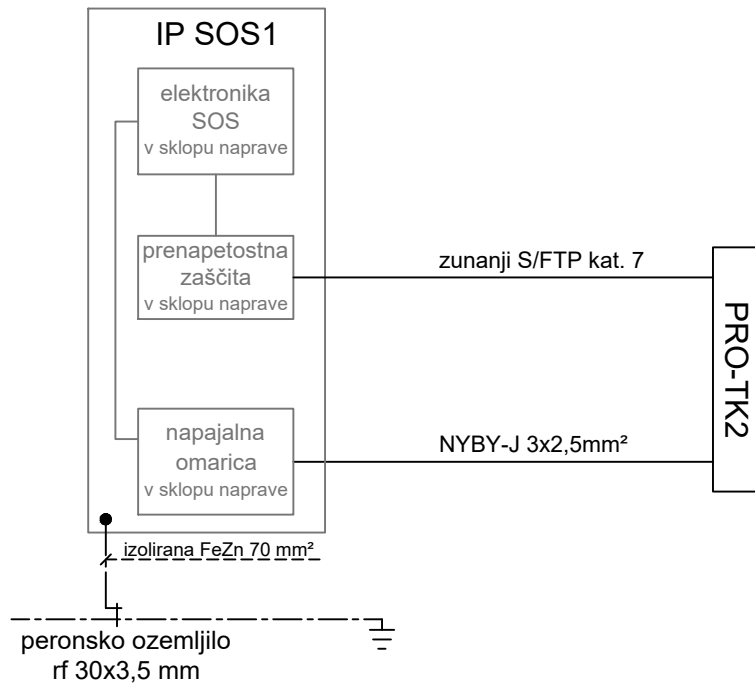 IP SOS1
elektronika
SOS
v sklopu naprave
prenapetostna
zaščita
v sklopu naprave
zunanji S/FTP kat. 7
PRO-TK2
napajalna
omarica
v sklopu naprave
NYBY-J 3x2,5mm²
izolirana FeZn 70 mm²
peronsko ozemljilo
rf 30x3,5 mm